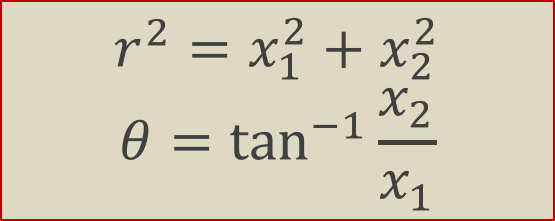 r² = x₁² + x₂²
θ = tan⁻¹ x₂/x₁